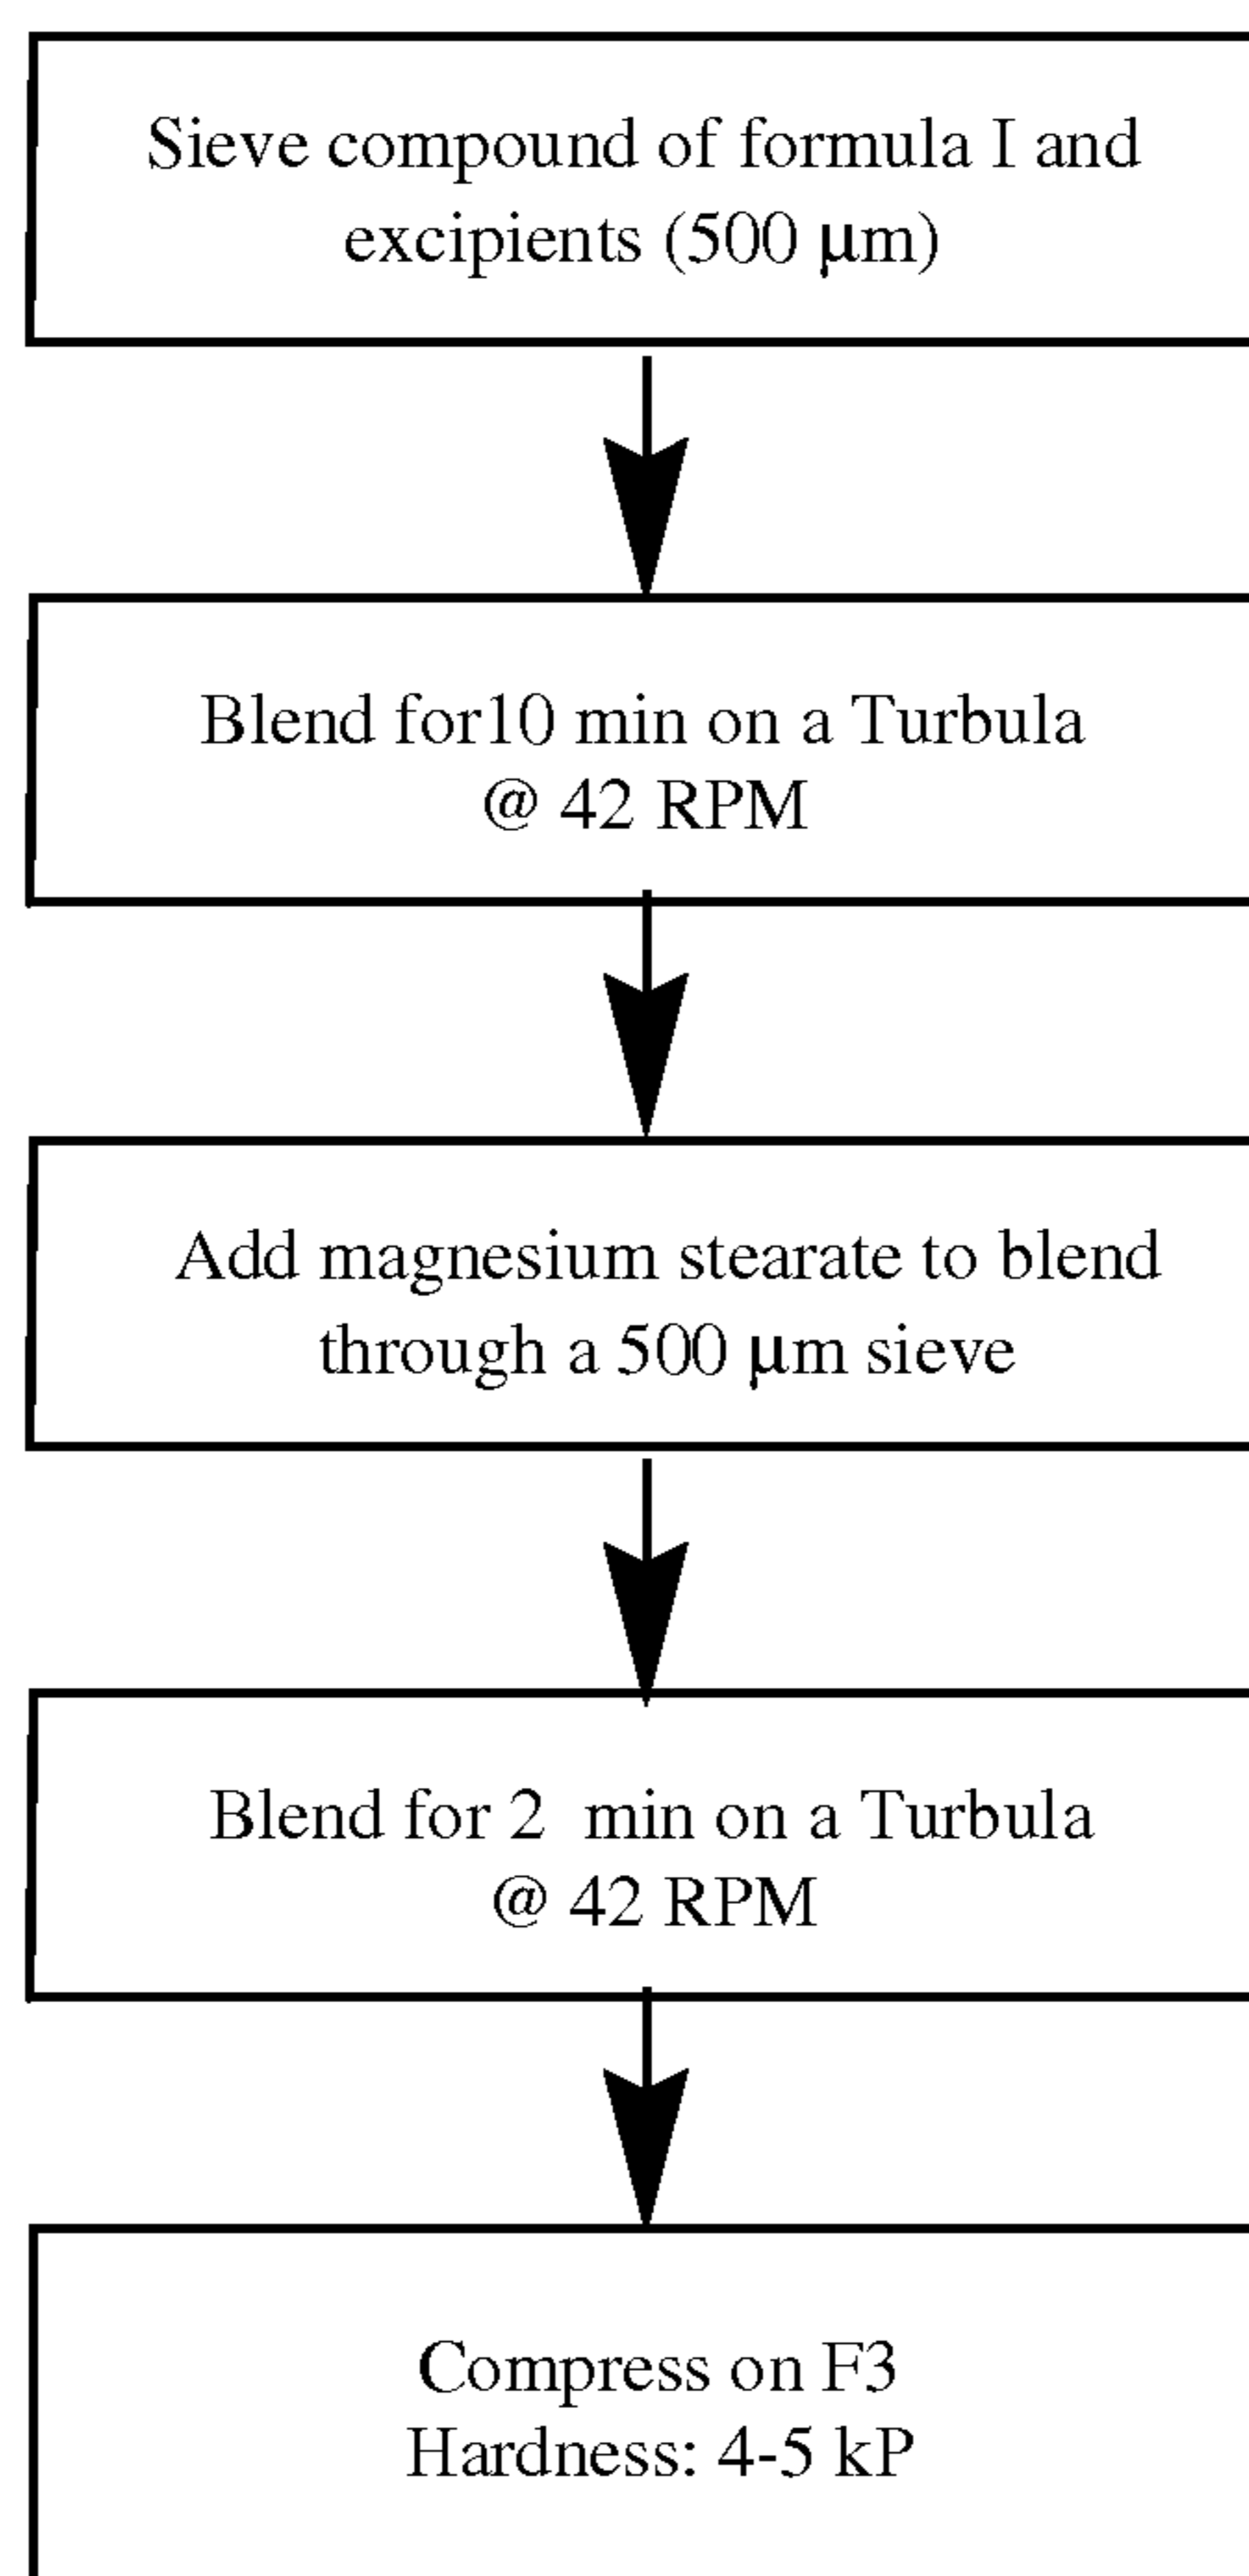 Sieve compound of formula I and
excipients (500 μm)
Blend for10 min on a Turbula
@ 42 RPM
Add magnesium stearate to blend
through a 500 μm sieve
Blend for 2  min on a Turbula
@ 42 RPM
Compress on F3
Hardness: 4-5 kP